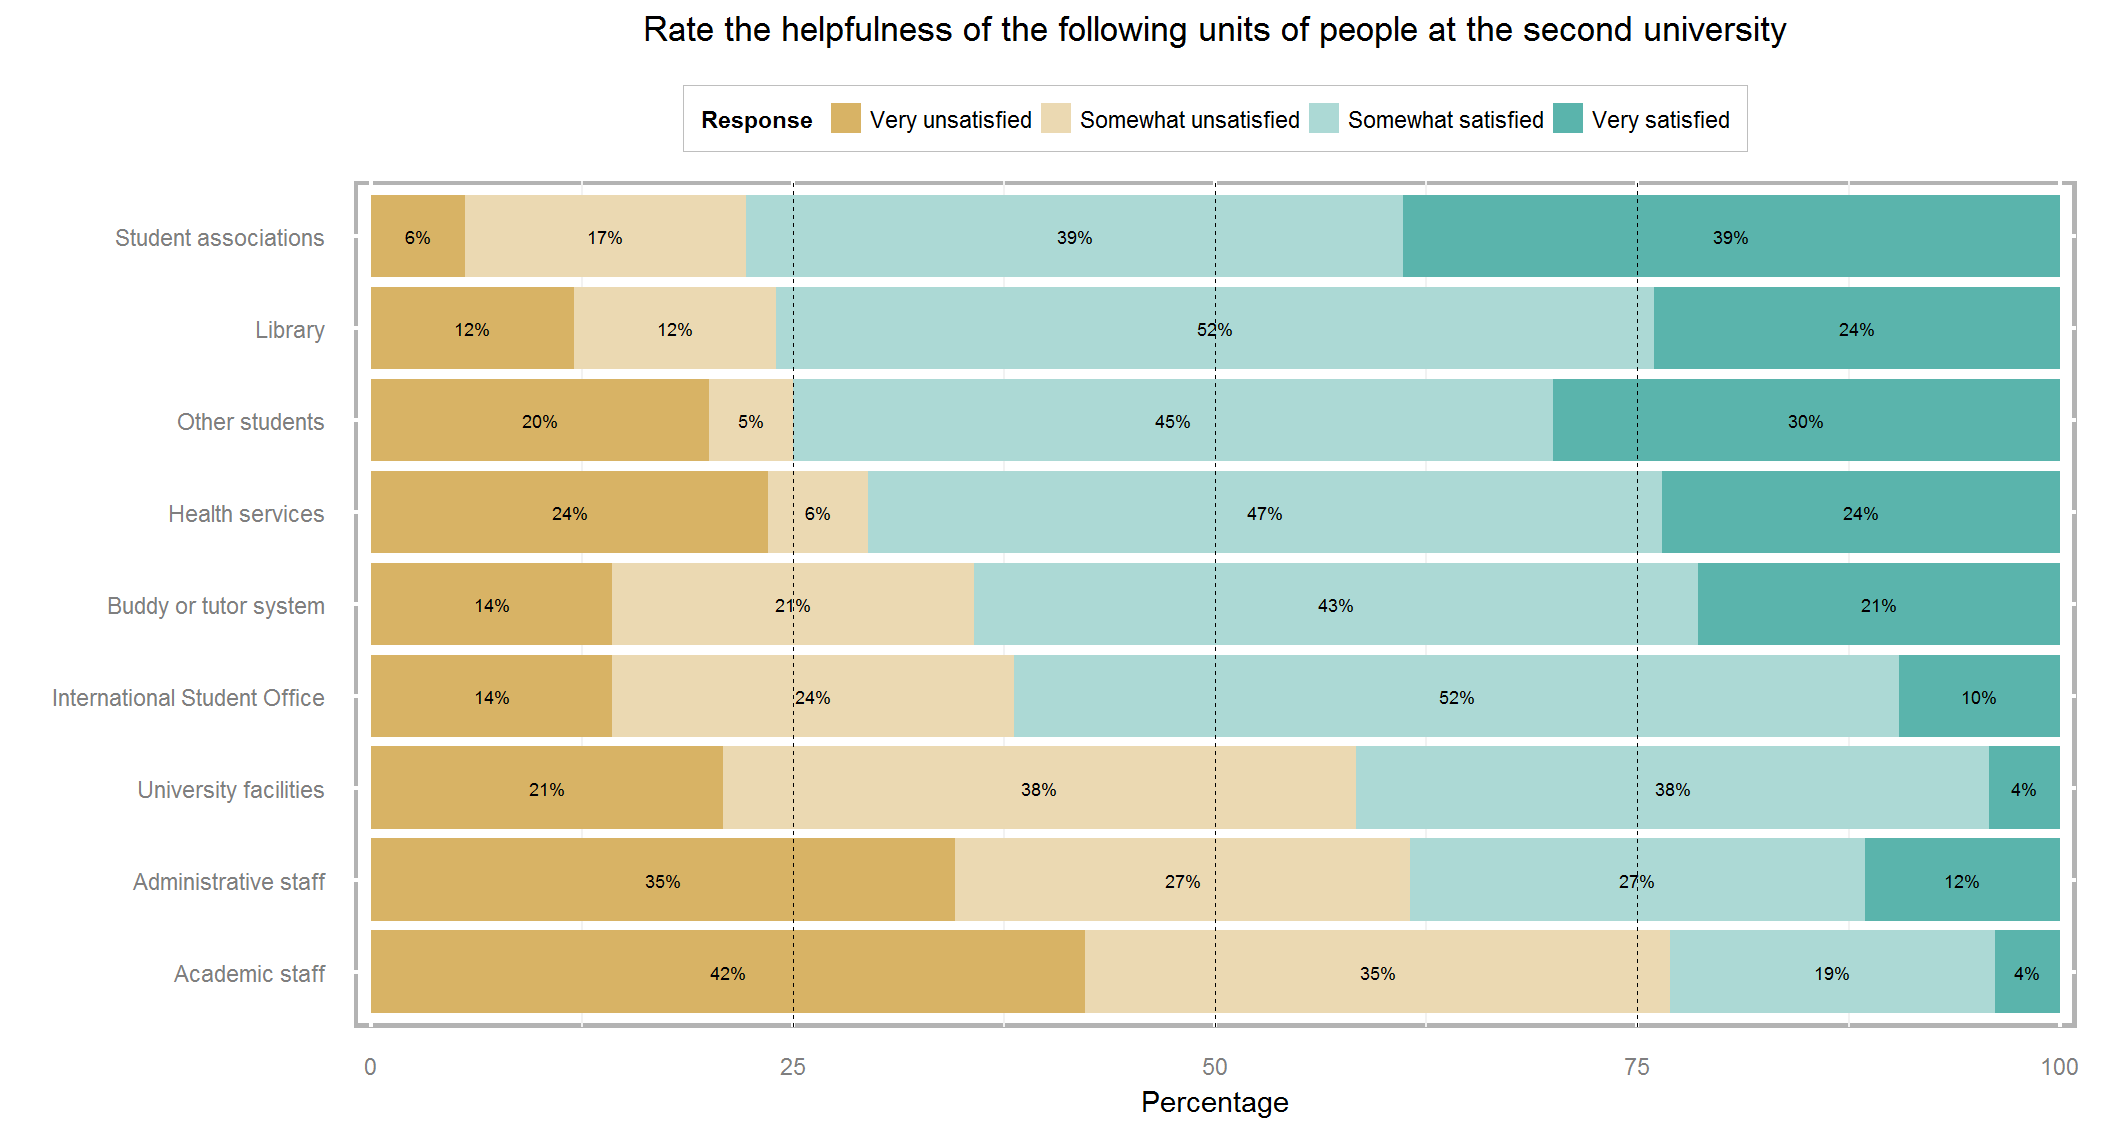 Rate the helpfulness of the following units of people at the second university
Response Very unsatisfied Somewhat unsatisfied Somewhat satisfied Very satisfied
Student associations 6% 17% 39% 39%
Library 12% 12% 52% 24%
Other students 20% 5% 45% 30%
Health services 24% 6% 47% 24%
Buddy or tutor system 14% 21% 43% 21%
International Student Office 14% 24% 52% 10%
University facilities 21% 38% 38% 4%
Administrative staff 35% 27% 27% 12%
Academic staff 42% 35% 19% 4%
0 25 50 75 100
Percentage